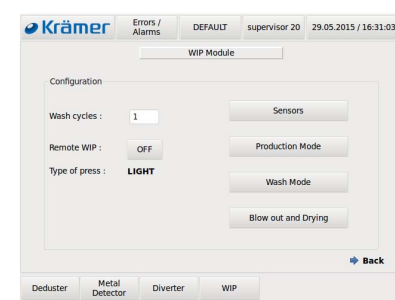 Krämer
Errors /
Alarms
DEFAULT
supervisor 20
29.05.2015 / 16:31:03
WIP Module
Configuration
Wash cycles : 1
Sensors
Remote WIP : OFF
Production Mode
Type of press : LIGHT
Wash Mode
Blow out and Drying
Back
Deduster
Metal
Detector
Diverter
WIP